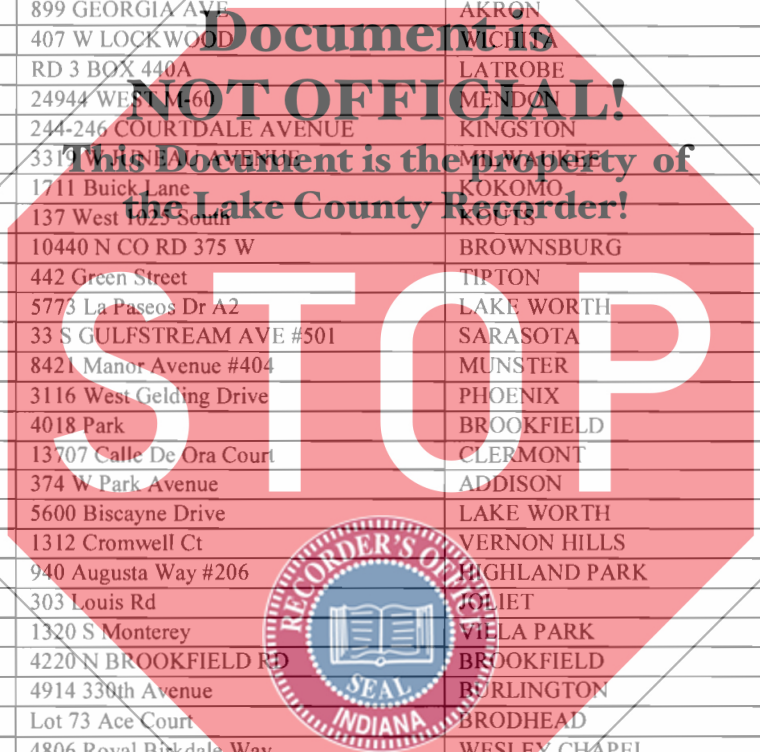 899 GEORGIA AVE AKRON
Document is
407 W LOCKWOOD WICHITA
RD 3 BOX 440A LATROBE
NOT OFFICIAL!
24944 WEST M-60 MENDON
244-246 COURTDALE AVENUE KINGSTON
This Document is the property of
3319 W JUNEAU AVENUE MILWAUKEE
1711 Buick Lane KOKOMO
the Lake County Recorder!
137 West 1025 South KOUTS
10440 N CO RD 375 W BROWNSBURG
442 Green Street TIPTON
STOP
5773 La Paseos Dr A2 LAKE WORTH
33 S GULFSTREAM AVE #501 SARASOTA
8421 Manor Avenue #404 MUNSTER
3116 West Gelding Drive PHOENIX
4018 Park BROOKFIELD
13707 Calle De Ora Court CLERMONT
374 W Park Avenue ADDISON
5600 Biscayne Drive LAKE WORTH
1312 Cromwell Ct VERNON HILLS
940 Augusta Way #206 HIGHLAND PARK
303 Louis Rd JOLIET
1320 S Monterey VILLA PARK
4220 N BROOKFIELD RD BROOKFIELD
4914 330th Avenue BURLINGTON
Lot 73 Ace Court BRODHEAD
4806 Royal Birkdale Way WESLEY CHAPEL
RECORDER'S OFFICE
SEAL
INDIANA